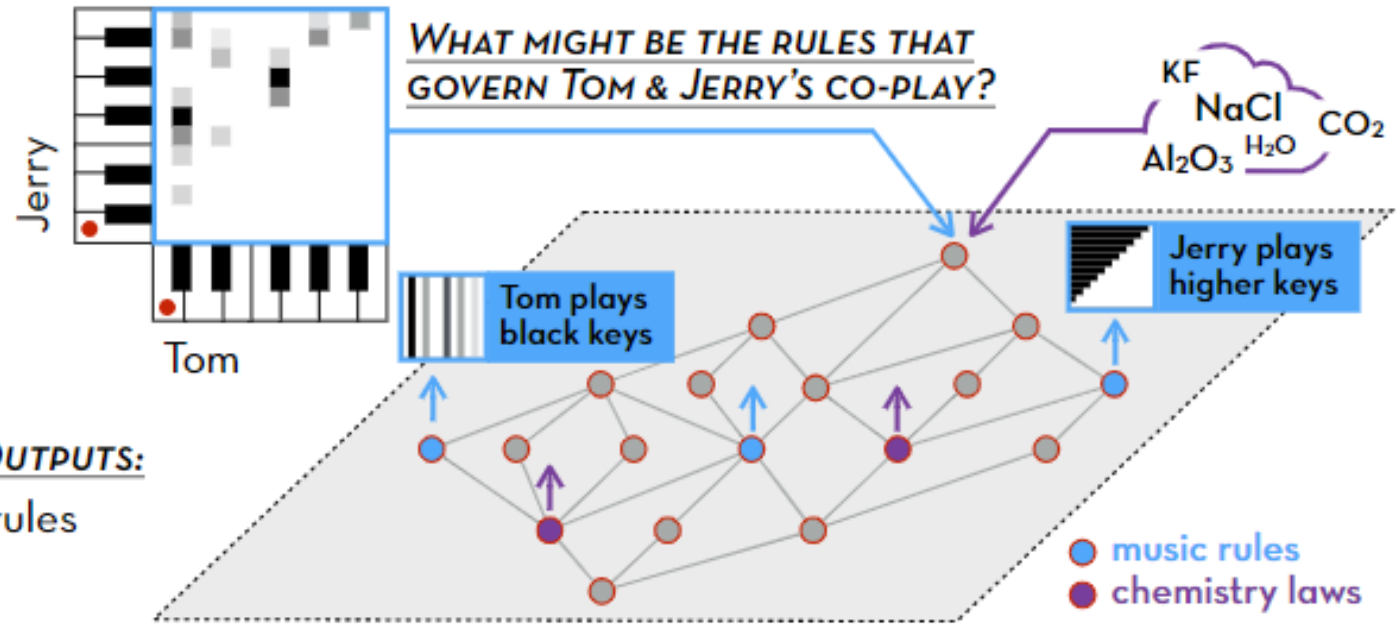 WHAT MIGHT BE THE RULES THAT
GOVERN TOM & JERRY'S CO-PLAY?
KF
NaCl
CO₂
Al₂O₃
H₂O
Jerry
Tom
Tom plays
black keys
Jerry plays
higher keys
OUTPUTS:
rules
music rules
chemistry laws